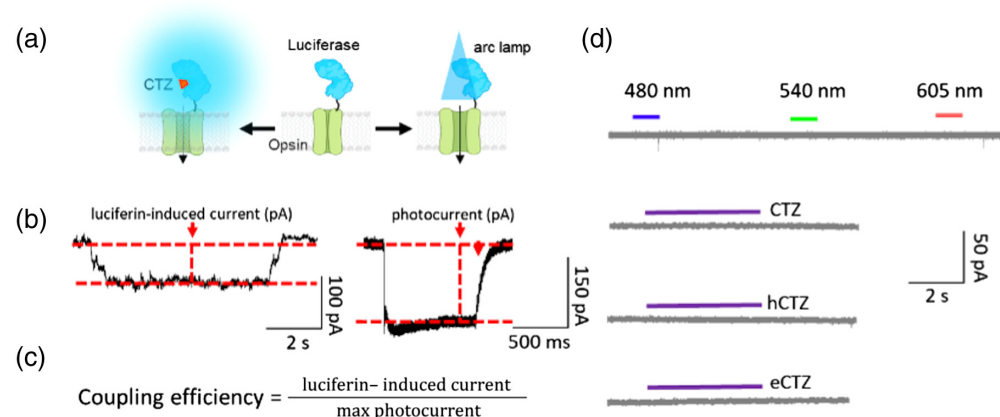 (a)
CTZ
Luciferase
Opsin
arc lamp
(b)
luciferin-induced current (pA)
100 pA
2 s
photocurrent (pA)
150 pA
500 ms
(c)
Coupling efficiency = luciferin– induced current
max photocurrent
(d)
480 nm
540 nm
605 nm
CTZ
hCTZ
eCTZ
50 pA
2 s